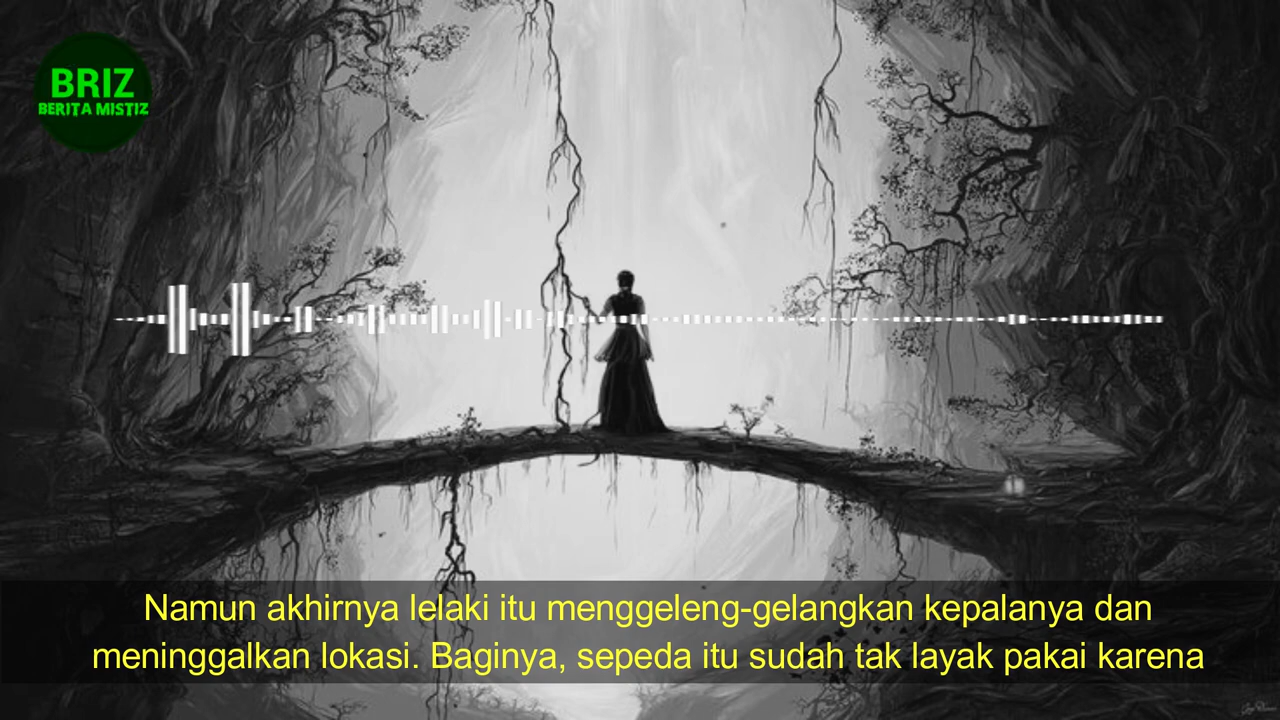 BRIZ
BERITA MISTIZ
Namun akhirnya lelaki itu menggeleng-gelangkan kepalanya dan
meninggalkan lokasi. Baginya, sepeda itu sudah tak layak pakai karena